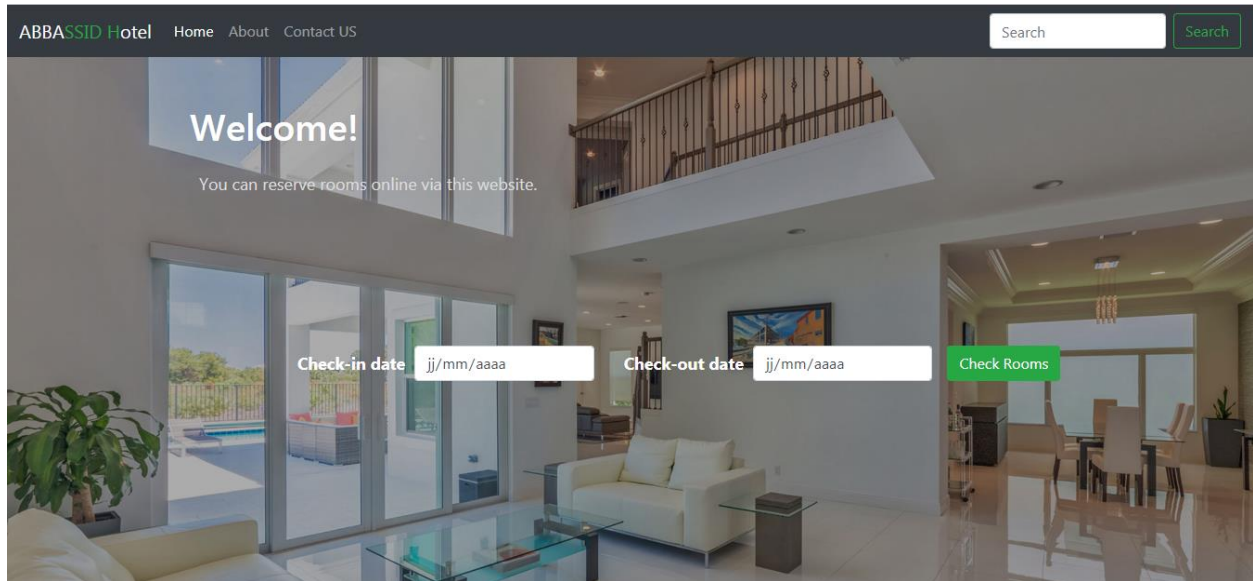 ABBASSID Hotel Home About Contact US Search Search
Welcome!
You can reserve rooms online via this website.
Check-in date jj/mm/aaaa Check-out date jj/mm/aaaa Check Rooms